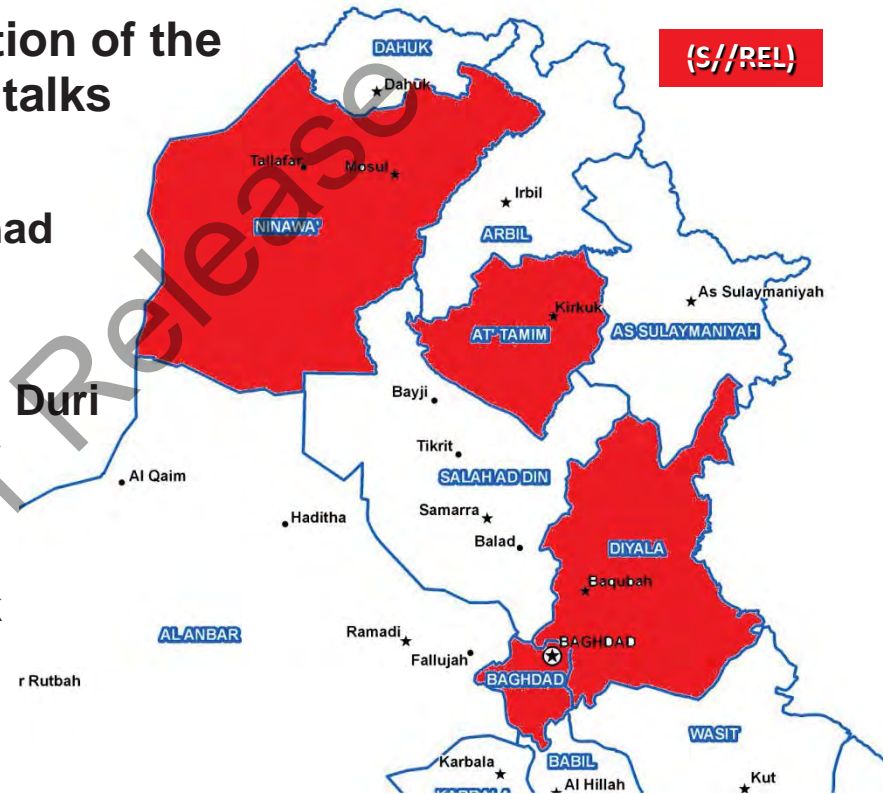 tion of the
talks
(S//REL)
DAHUK
Dahuk
Tallafar
Mosul
NINAWA'
Irbil
ARBIL
As Sulaymaniyah
Kirkuk
AT' TAMIM
AS SULAYMANIYAH
had
Duri
Release
Bayji
Tikrit
SALAH AD DIN
Al Qaim
Haditha
Samarra
Balad
DIYALA
Baqubah
AL ANBAR
Ramadi
Fallujah
BAGHDAD
BAGHDAD
r Rutbah
WASIT
Karbala
BABIL
Kut
Al Hillah
KARBALA